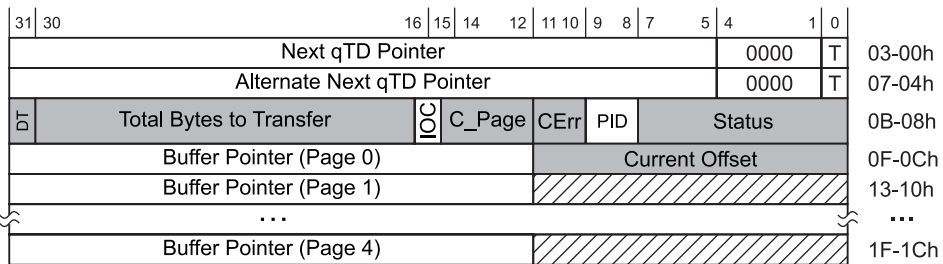 31 30 16 15 14 12 11 10 9 8 7 5 4 1 0
Next qTD Pointer 0000 T 03-00h
Alternate Next qTD Pointer 0000 T 07-04h
DT Total Bytes to Transfer IOC C_Page CErr PID Status 0B-08h
Buffer Pointer (Page 0) Current Offset 0F-0Ch
Buffer Pointer (Page 1) 13-10h
... ...
Buffer Pointer (Page 4) 1F-1Ch